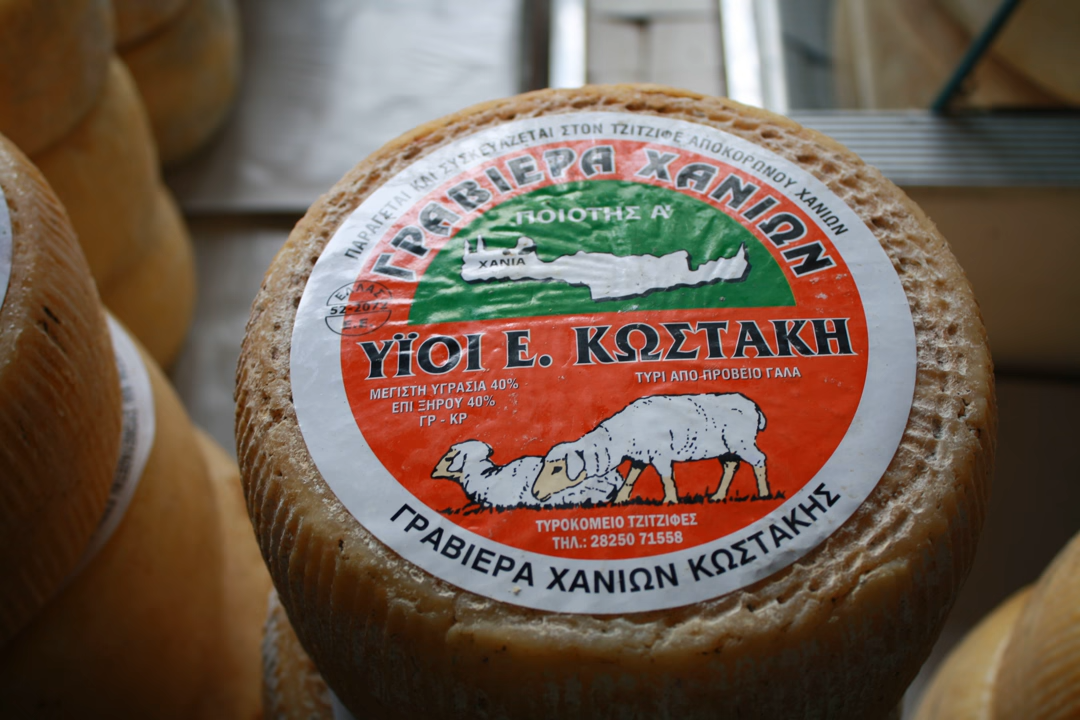 ΠΑΡΑΓΕΤΑΙ ΚΑΙ ΣΥΣΚΕΥΑΖΕΤΑΙ ΣΤΟΝ ΤΖΙΤΖΙΦΕ ΑΠΟΚΟΡΩΝΟΥ ΧΑΝΙΩΝ
ΓΡΑΒΙΕΡΑ ΧΑΝΙΩΝ
ΠΟΙΟΤΗΣ Α'
ΧΑΝΙΑ
ΥΪΟΙ Ε. ΚΩΣΤΑΚΗ
ΜΕΓΙΣΤΗ ΥΓΡΑΣΙΑ 40%
ΕΠΙ ΞΗΡΟΥ 40%
ΓΡ - ΚΡ
ΤΥΡΙ ΑΠΟ ΠΡΟΒΕΙΟ ΓΑΛΑ
ΤΥΡΟΚΟΜΕΙΟ ΤΖΙΤΖΙΦΕΣ
ΤΗΛ.: 28250 71558
ΓΡΑΒΙΕΡΑ ΧΑΝΙΩΝ ΚΩΣΤΑΚΗΣ